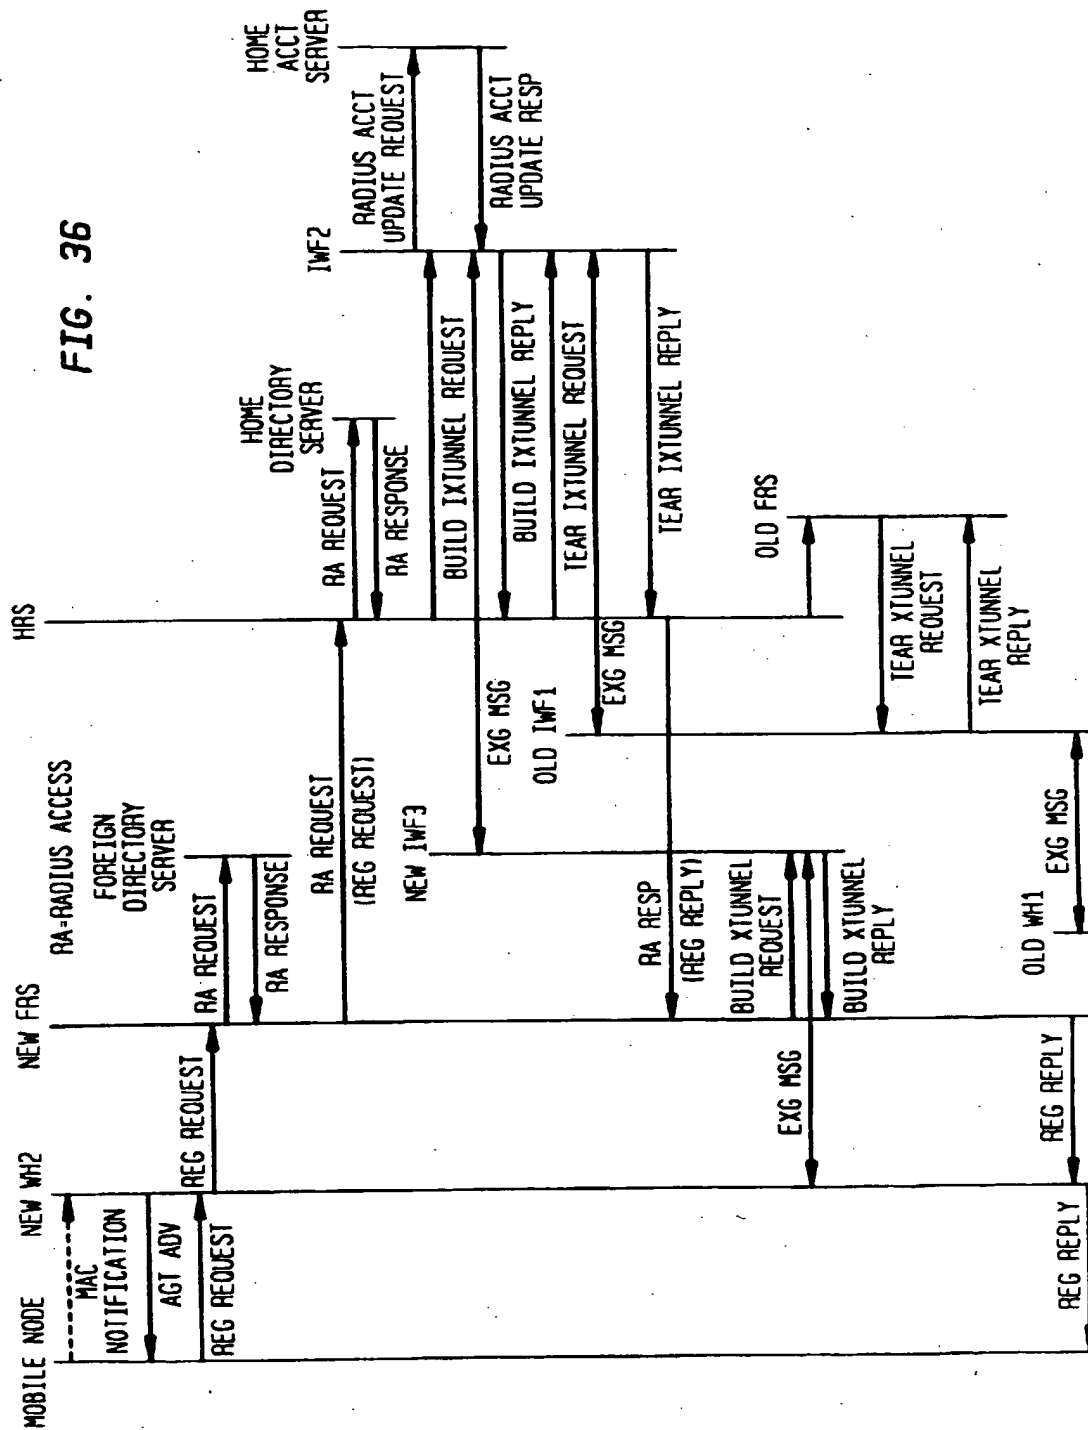 FIG. 36
RA=RADIUS ACCESS
MOBILE NODE
NEW WH2
NEW FRS
FOREIGN
DIRECTORY
SERVER
HRS
HOME
DIRECTORY
SERVER
IWF2
HOME
ACCT
SERVER
MAC
NOTIFICATION
AGT ADV
REG REQUEST
REG REQUEST
RA REQUEST
RA RESPONSE
RA REQUEST
(REG REQUEST)
RA REQUEST
RA RESPONSE
RADIUS ACCT
UPDATE REQUEST
RADIUS ACCT
UPDATE RESP
BUILD IXTUNNEL REQUEST
NEW IWF3
EXG MSG
BUILD IXTUNNEL REPLY
TEAR IXTUNNEL REQUEST
OLD IWF1
EXG MSG
TEAR IXTUNNEL REPLY
RA RESP
(REG REPLY)
BUILD XTUNNEL
REQUEST
EXG MSG
BUILD XTUNNEL
REPLY
OLD FRS
TEAR XTUNNEL
REQUEST
TEAR XTUNNEL
REPLY
OLD WH1
EXG MSG
REG REPLY
REG REPLY